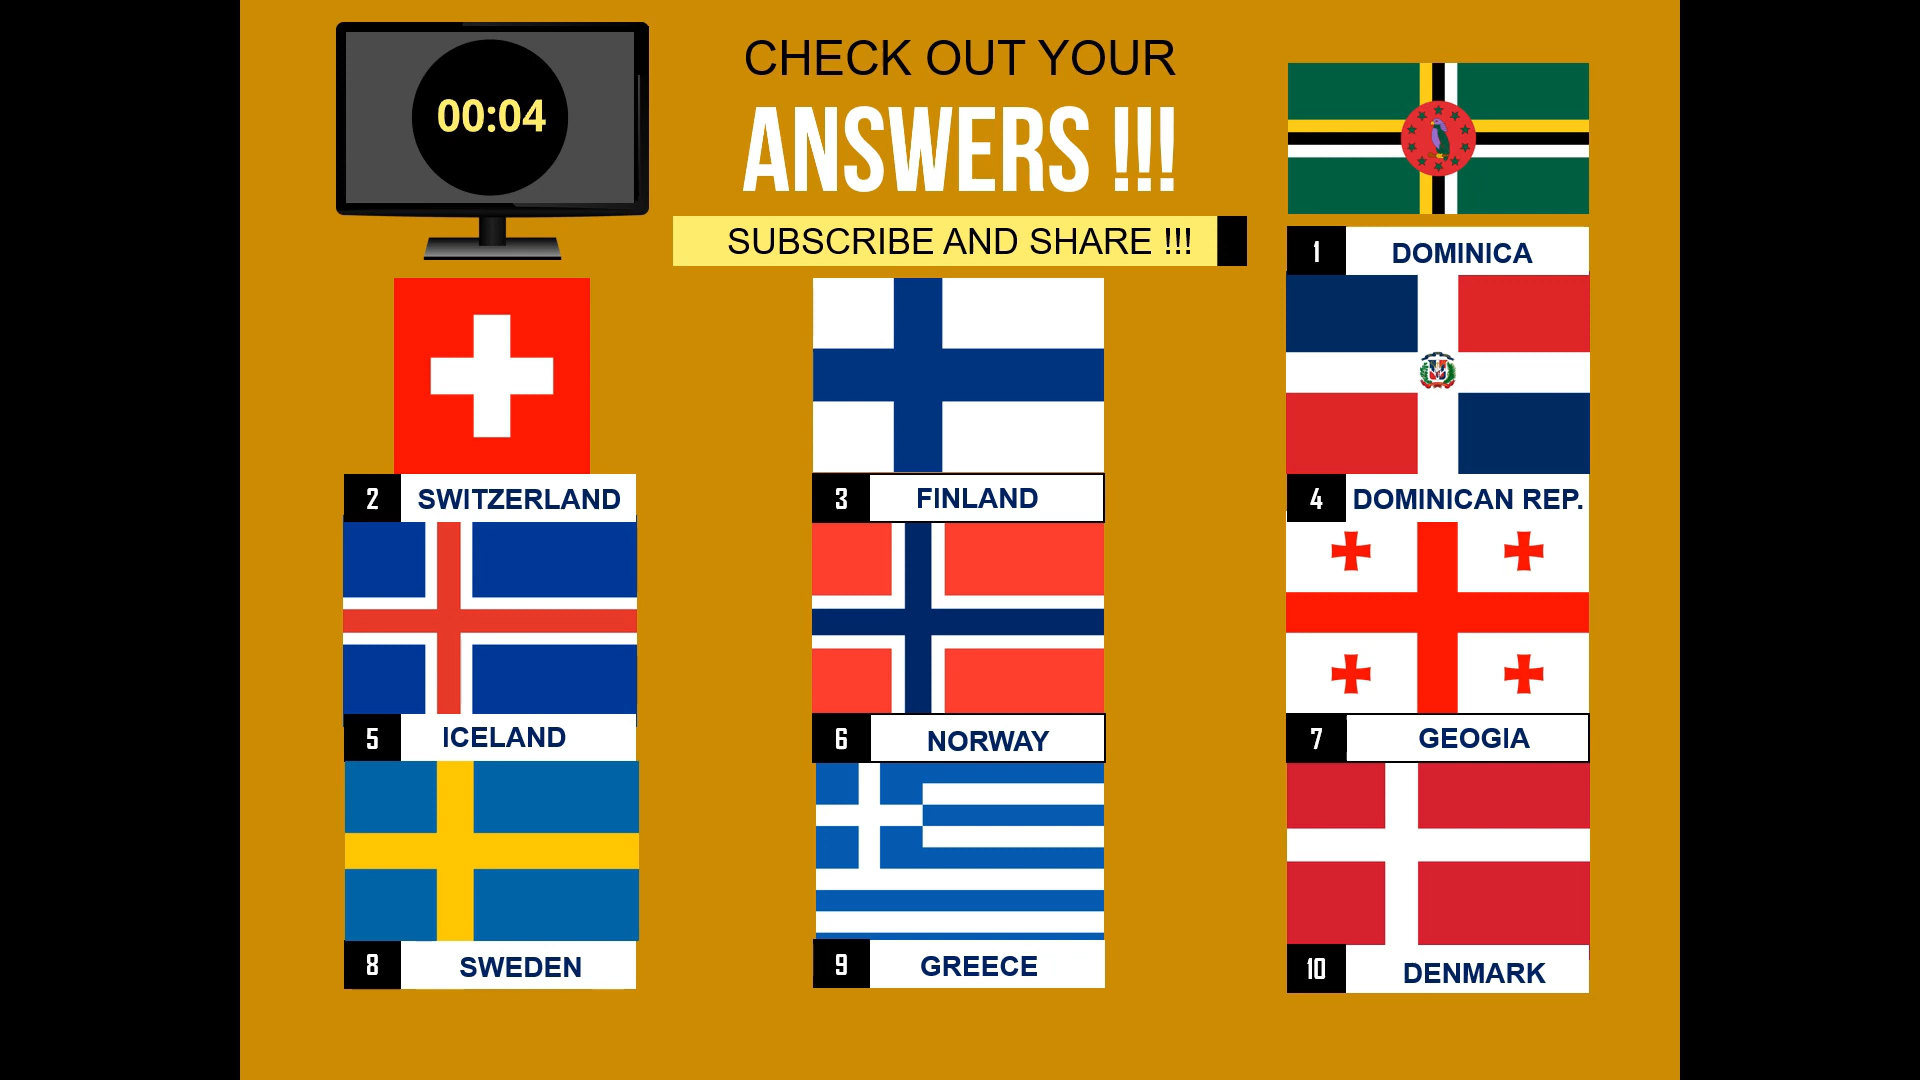 00:04
CHECK OUT YOUR
ANSWERS !!!
SUBSCRIBE AND SHARE !!!
1 DOMINICA
2 SWITZERLAND
3 FINLAND
4 DOMINICAN REP.
5 ICELAND
6 NORWAY
7 GEOGIA
8 SWEDEN
9 GREECE
10 DENMARK